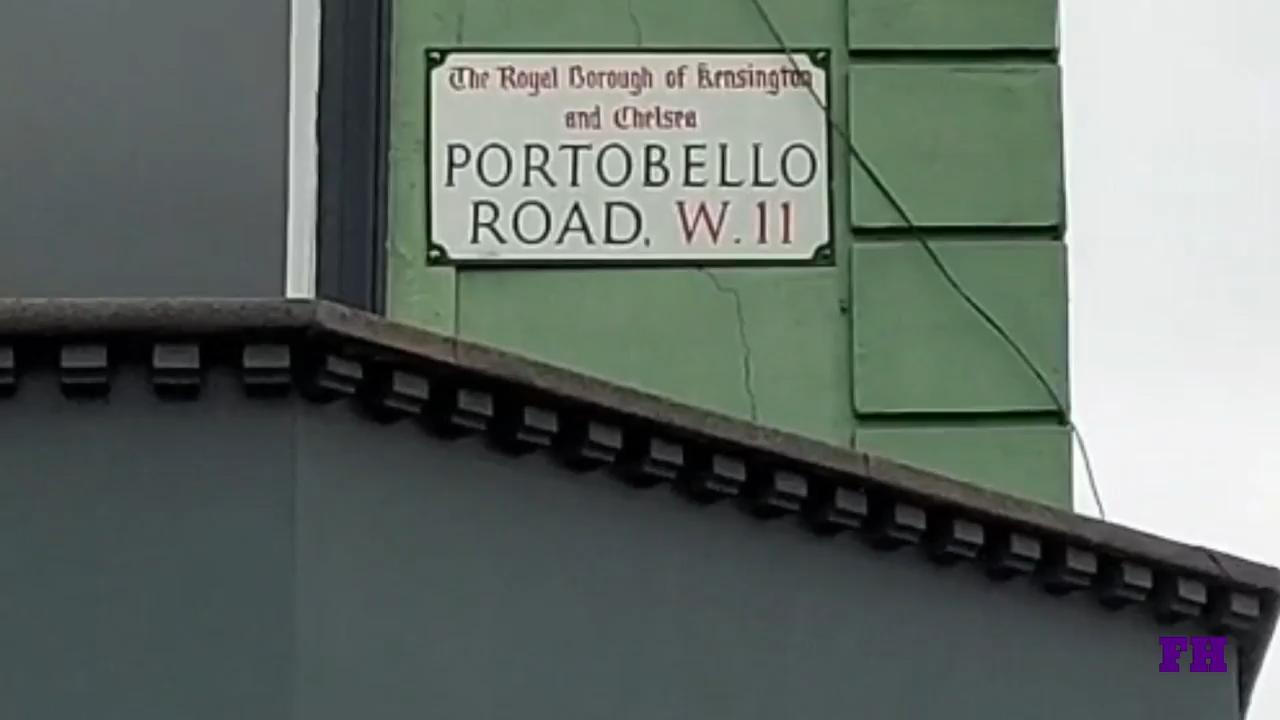 The Royal Borough of Kensington
and Chelsea
PORTOBELLO
ROAD, W.11
FH